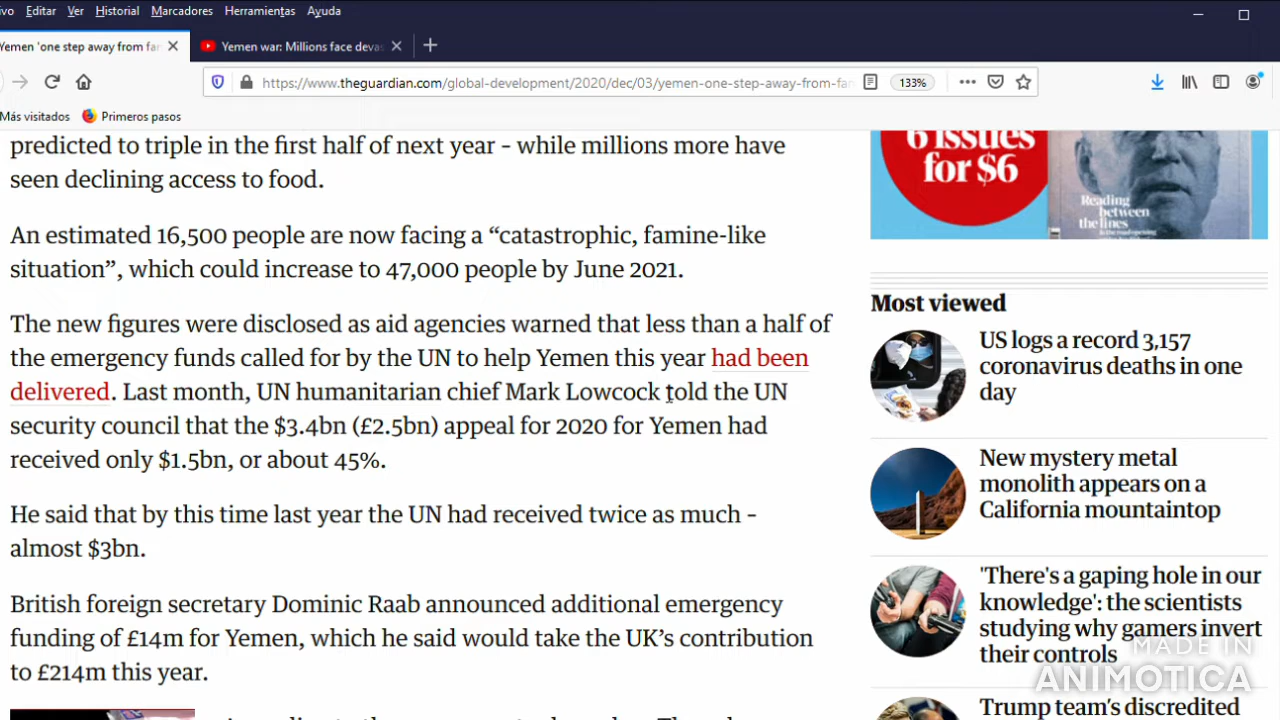 ivo Editar Ver Historial Marcadores Herramientas Ayuda
Yemen 'one step away from fa
Yemen war: Millions face deva
https://www.theguardian.com/global-development/2020/dec/03/yemen-one-step-away-from-fan
133%
Más visitados Primeros pasos
predicted to triple in the first half of next year – while millions more have
seen declining access to food.
An estimated 16,500 people are now facing a “catastrophic, famine-like
situation”, which could increase to 47,000 people by June 2021.
The new figures were disclosed as aid agencies warned that less than a half of
the emergency funds called for by the UN to help Yemen this year had been
delivered. Last month, UN humanitarian chief Mark Lowcock told the UN
security council that the $3.4bn (£2.5bn) appeal for 2020 for Yemen had
received only $1.5bn, or about 45%.
He said that by this time last year the UN had received twice as much –
almost $3bn.
British foreign secretary Dominic Raab announced additional emergency
funding of £14m for Yemen, which he said would take the UK’s contribution
to £214m this year.
6 issues
for $6
Reading
between
the lines
Most viewed
US logs a record 3,157
coronavirus deaths in one
day
New mystery metal
monolith appears on a
California mountaintop
'There's a gaping hole in our
knowledge': the scientists
studying why gamers invert
their controls
Trump team’s discredited
MADE IN
ANIMOTICA